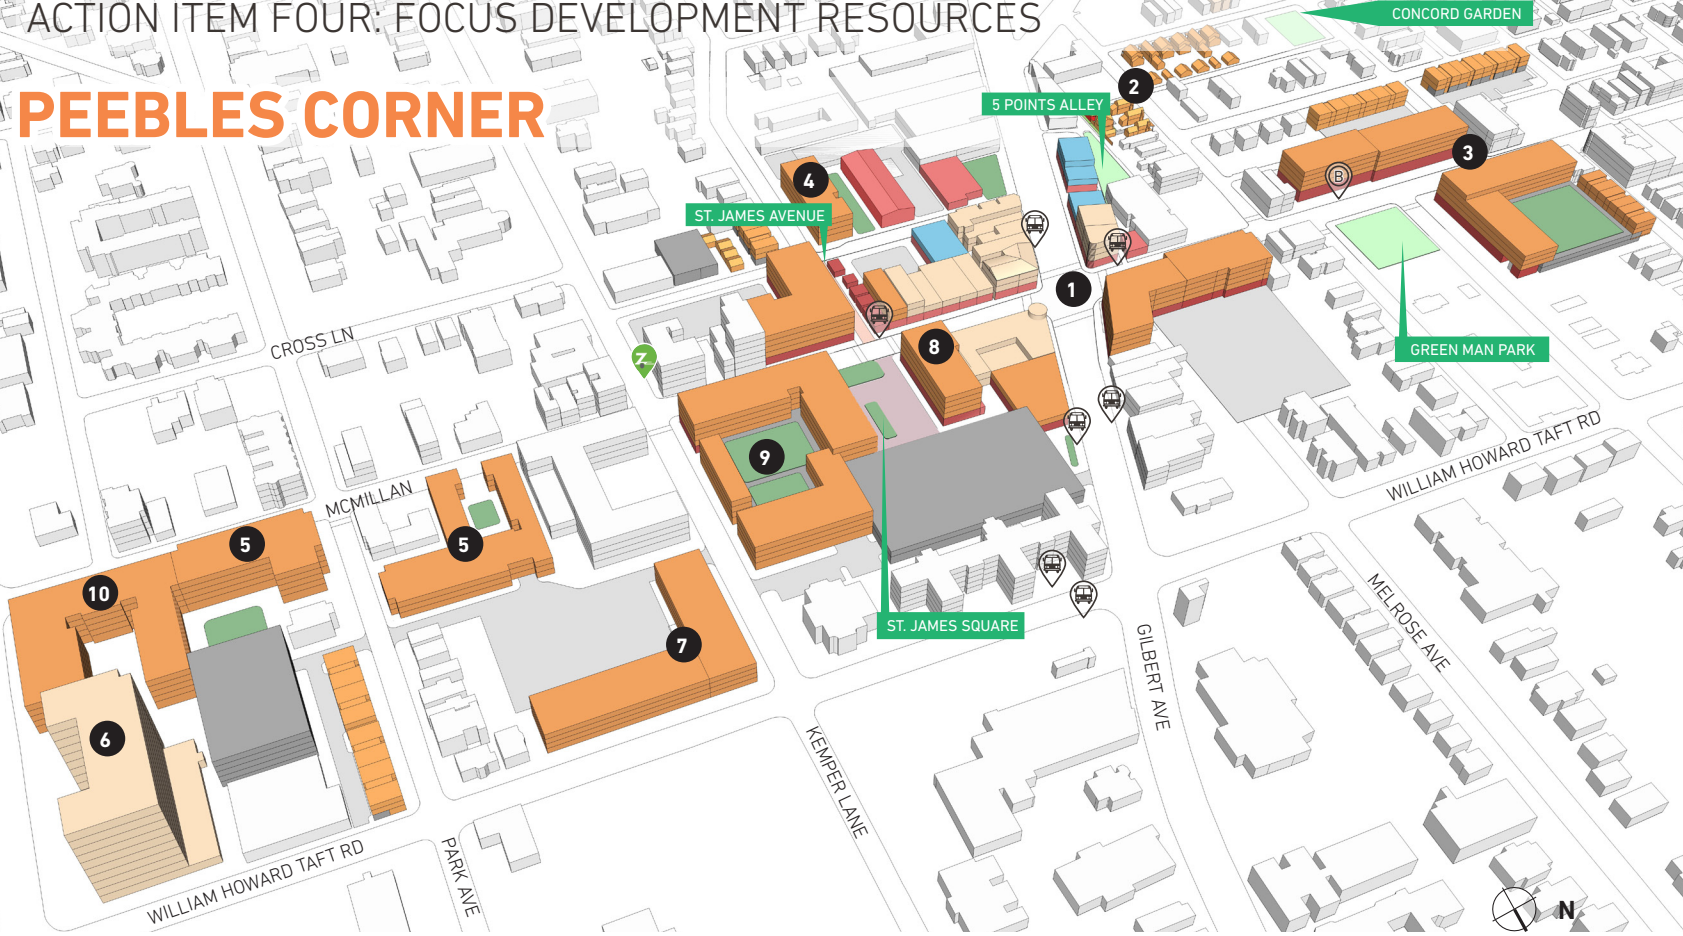 ACTION ITEM FOUR: FOCUS DEVELOPMENT RESOURCES
CONCORD GARDEN
PEEBLES CORNER
2
5 POINTS ALLEY
3
B
4
ST. JAMES AVENUE
1
CROSS LN
8
Z
GREEN MAN PARK
9
WILLIAM HOWARD TAFT RD
MCMILLAN
5
5
10
ST. JAMES SQUARE
7
MELROSE AVE
GILBERT AVE
6
KEMPER LANE
PARK AVE
WILLIAM HOWARD TAFT RD
N